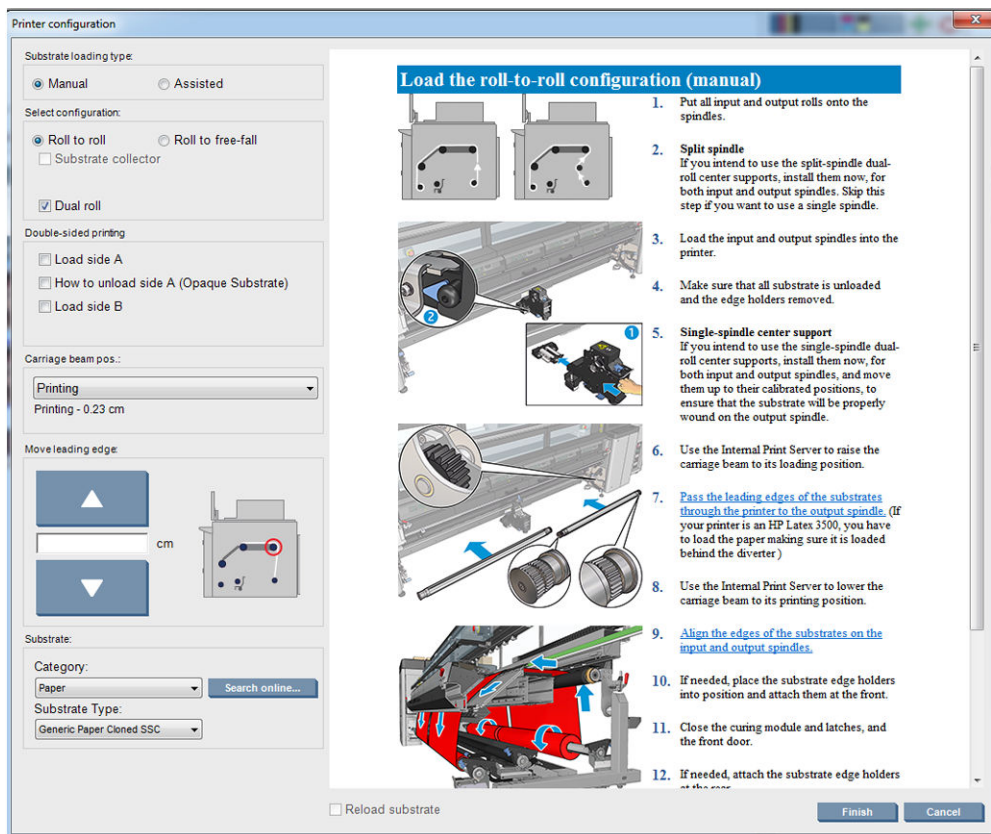 Printer configuration
Substrate loading type:
Manual
Assisted
Select configuration:
Roll to roll
Roll to free-fall
Substrate collector
Dual roll
Double-sided printing
Load side A
How to unload side A (Opaque Substrate)
Load side B
Carriage beam pos.:
Printing
Printing - 0.23 cm
Move leading edge:
cm
Substrate:
Category:
Paper
Search online...
Substrate Type:
Generic Paper Cloned SSC
Load the roll-to-roll configuration (manual)
1. Put all input and output rolls onto the
spindles.
2. Split spindle
If you intend to use the split-spindle dual-
roll center supports, install them now, for
both input and output spindles. Skip this
step if you want to use a single spindle.
3. Load the input and output spindles into the
printer.
4. Make sure that all substrate is unloaded
and the edge holders removed.
5. Single-spindle center support
If you intend to use the single-spindle dual-
roll center supports, install them now, for
both input and output spindles, and move
them up to their calibrated positions, to
ensure that the substrate will be properly
wound on the output spindle.
2
1
6. Use the Internal Print Server to raise the
carriage beam to its loading position.
7. Pass the leading edges of the substrates
through the printer to the output spindle. (If
your printer is an HP Latex 3500, you have
to load the paper making sure it is loaded
behind the diverter )
8. Use the Internal Print Server to lower the
carriage beam to its printing position.
9. Align the edges of the substrates on the
input and output spindles.
10. If needed, place the substrate edge holders
into position and attach them at the front.
11. Close the curing module and latches, and
the front door.
12. If needed, attach the substrate edge holders
at the rear
Reload substrate
Finish
Cancel